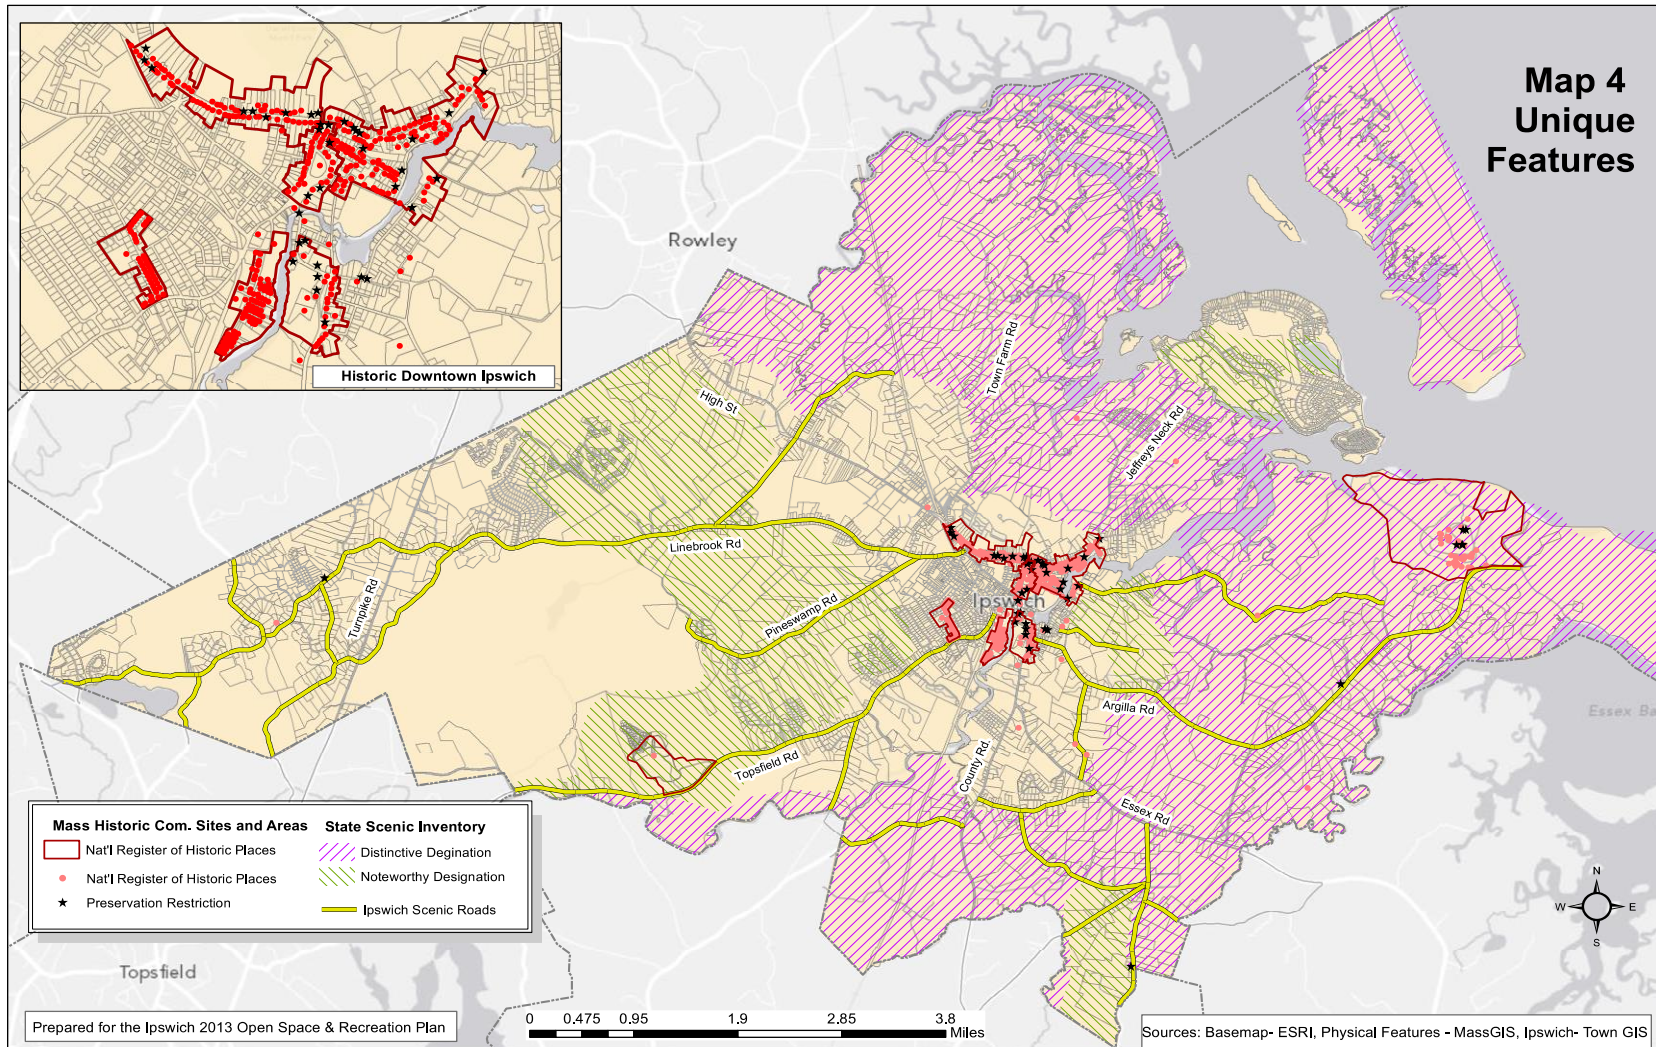 Map 4
Unique
Features
Historic Downtown Ipswich
Rowley
High St
Town Farm Rd
Jeffreys Neck Rd
Linebrook Rd
Turnpike Rd
Pineswamp Rd
Ipswich
Argilla Rd
Essex Ba
Topsfield Rd
County Rd.
Essex Rd
Mass Historic Com. Sites and Areas
Nat'l Register of Historic Places
Nat'l Register of Historic Places
Preservation Restriction
State Scenic Inventory
Distinctive Degination
Noteworthy Designation
Ipswich Scenic Roads
N
W E
S
Topsfield
Prepared for the Ipswich 2013 Open Space & Recreation Plan
0 0.475 0.95 1.9 2.85 3.8
Miles
Sources: Basemap- ESRI, Physical Features - MassGIS, Ipswich- Town GIS